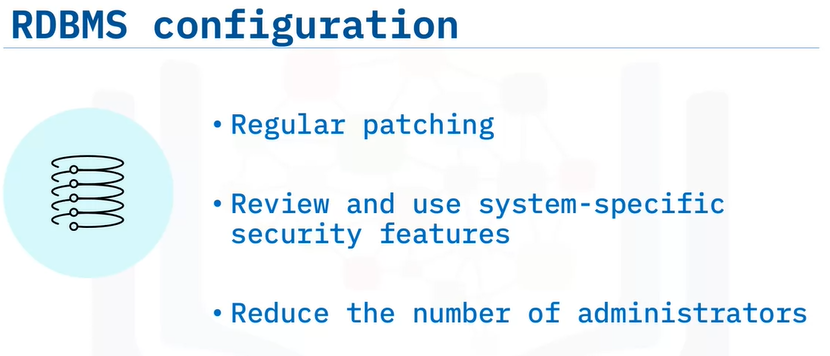 RDBMS configuration
• Regular patching
• Review and use system-specific
security features
• Reduce the number of administrators